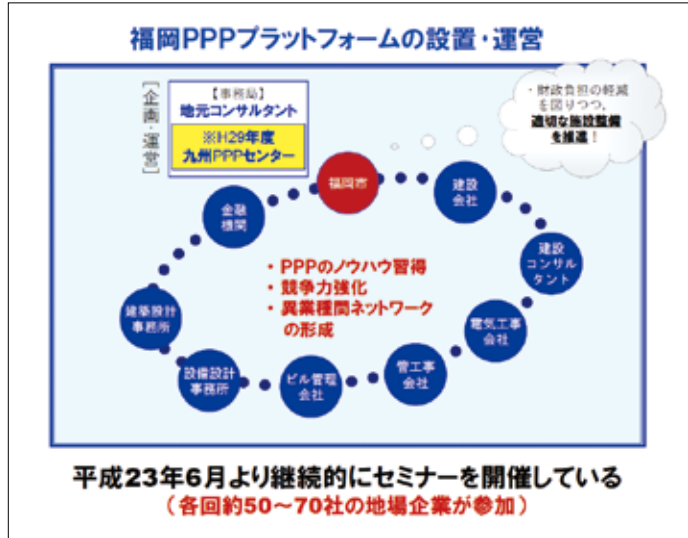 福岡PPPプラットフォームの設置・運営
[企画・運営]
【事務局】
地元コンサルタント
※H29年度
九州PPPセンター
・財政負担の軽減
を図りつつ、
適切な施設整備
を推進！
福岡市
建設
会社
金融
機関
建設
コンサル
タント
・PPPのノウハウ習得
・競争力強化
・異業種間ネットワーク
の形成
建築設計
事務所
電気工事
会社
設備設計
事務所
ビル管理
会社
管工事
会社
平成23年6月より継続的にセミナーを開催している
（各回約50～70社の地場企業が参加）